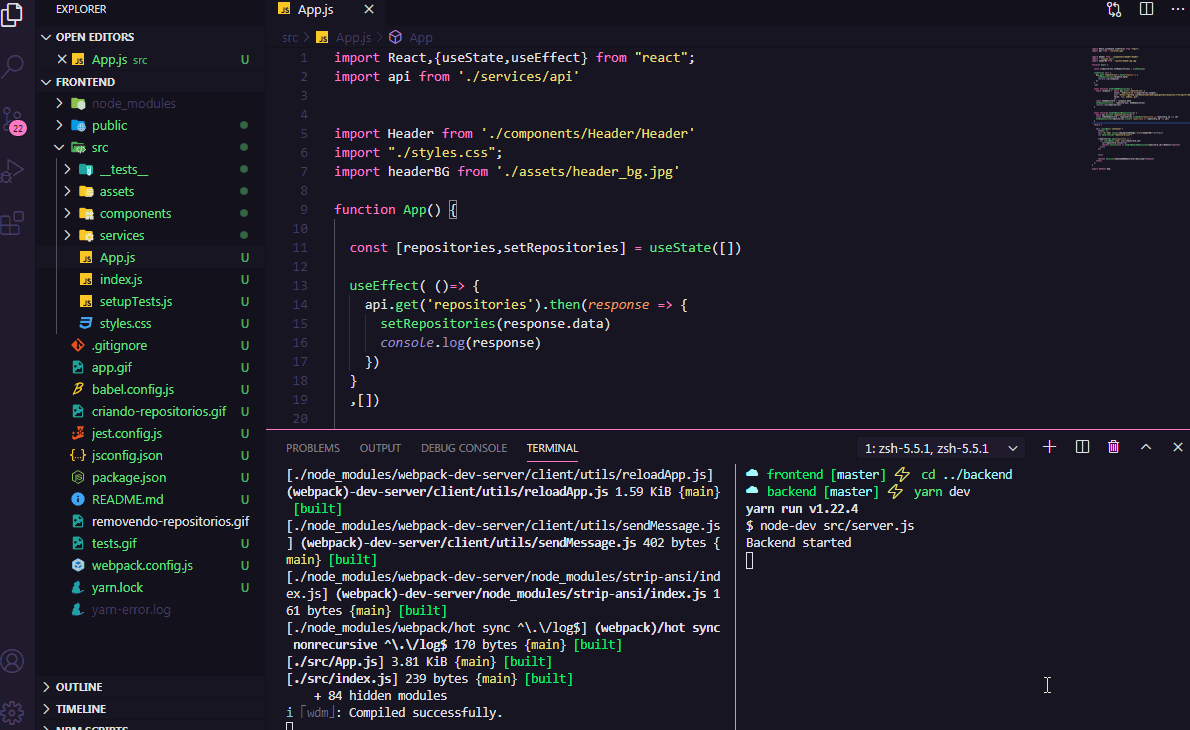 EXPLORER
OPEN EDITORS
App.js src U
FRONTEND
node_modules
public
src
__tests__
assets
components
services
App.js U
index.js U
setupTests.js U
styles.css U
.gitignore U
app.gif U
babel.config.js U
criando-repositorios.gif U
jest.config.js U
jsconfig.json U
package.json U
README.md U
removendo-repositorios.gif
tests.gif U
webpack.config.js U
yarn.lock U
yarn-error.log
OUTLINE
TIMELINE
NPM SCRIPTS
22
JS App.js
src > JS App.js > App
1 import React,{useState,useEffect} from "react";
2 import api from './services/api'
3
4
5 import Header from './components/Header/Header'
6 import "./styles.css";
7 import headerBG from './assets/header_bg.jpg'
8
9 function App() {
10
11 const [repositories,setRepositories] = useState([])
12
13 useEffect( ()=> {
14 api.get('repositories').then(response => {
15 setRepositories(response.data)
16 console.log(response)
17 })
18 }
19 ,[])
20
PROBLEMS OUTPUT DEBUG CONSOLE TERMINAL
1: zsh-5.5.1, zsh-5.5.1
[./node_modules/webpack-dev-server/client/utils/reloadApp.js]
(webpack)-dev-server/client/utils/reloadApp.js 1.59 KiB {main}
[built]
[./node_modules/webpack-dev-server/client/utils/sendMessage.js
] (webpack)-dev-server/client/utils/sendMessage.js 402 bytes {
main} [built]
[./node_modules/webpack-dev-server/node_modules/strip-ansi/ind
ex.js] (webpack)-dev-server/node_modules/strip-ansi/index.js 1
61 bytes {main} [built]
[./node_modules/webpack/hot sync ^\.\/log$] (webpack)/hot sync
nonrecursive ^\.\/log$ 170 bytes {main} [built]
[./src/App.js] 3.81 KiB {main} [built]
[./src/index.js] 239 bytes {main} [built]
+ 84 hidden modules
i ｢wdm｣: Compiled successfully.
frontend [master] ⚡ cd ../backend
backend [master] ⚡ yarn dev
yarn run v1.22.4
$ node-dev src/server.js
Backend started